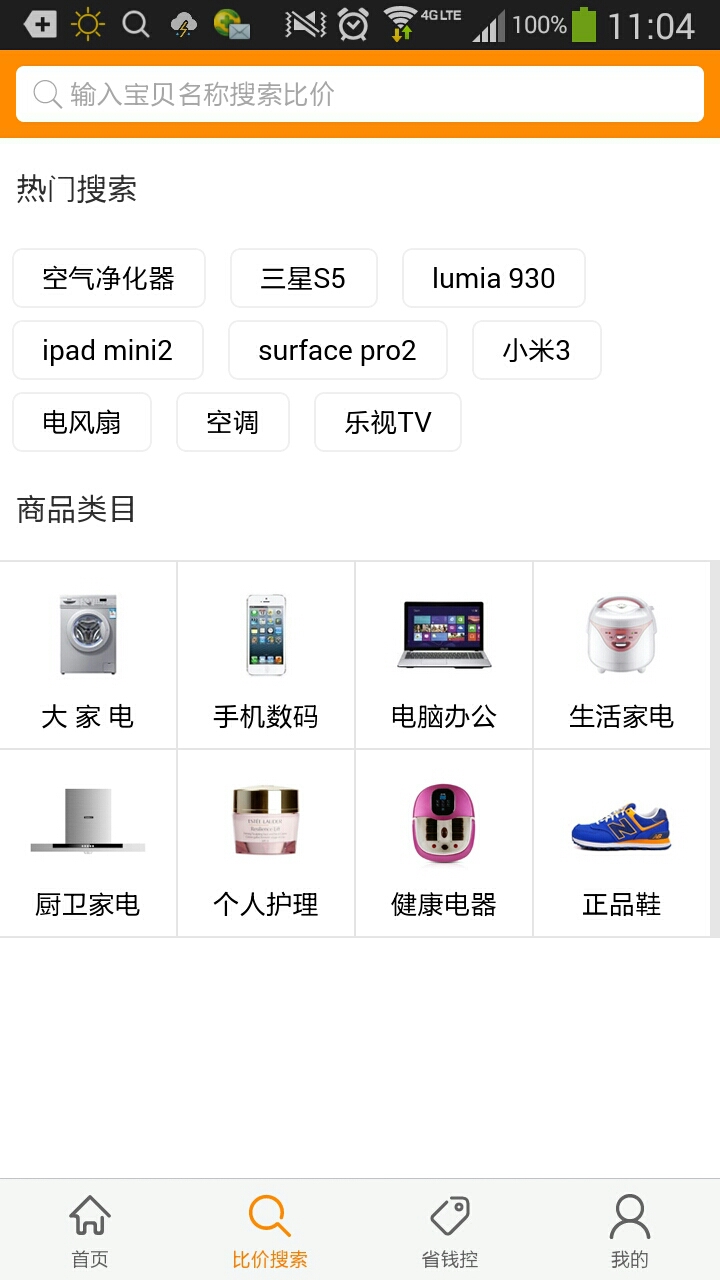 4G LTE 100% 11:04
输入宝贝名称搜索比价
热门搜索
空气净化器 三星S5 lumia 930
ipad mini2 surface pro2 小米3
电风扇 空调 乐视TV
商品类目
大 家 电 手机数码 电脑办公 生活家电
ESTEE LAUDER
厨卫家电 个人护理 健康电器 正品鞋
首页 比价搜索 省钱控 我的